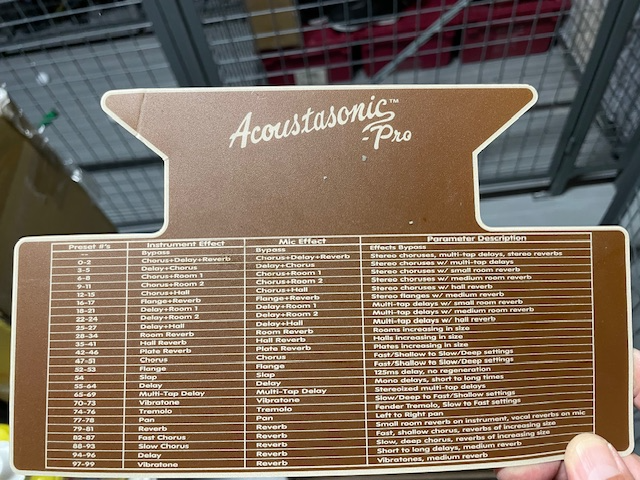 Acoustasonic™
-Pro
Preset #'s Instrument Effect Mic Effect Parameter Description
-- Bypass Bypass Effects Bypass
0-2 Chorus+Delay+Reverb Chorus+Delay+Reverb Stereo choruses, multi-tap delays, stereo reverbs
3-5 Delay+Chorus Delay+Chorus Stereo choruses w/ multi-tap delays
6-8 Chorus+Room 1 Chorus+Room 1 Stereo choruses w/ small room reverb
9-11 Chorus+Room 2 Chorus+Room 2 Stereo choruses w/ medium room reverb
12-15 Chorus+Hall Chorus+Hall Stereo choruses w/ hall reverb
16-17 Flange+Reverb Flange+Reverb Stereo flanges w/ medium reverb
18-21 Delay+Room 1 Delay+Room 1 Multi-tap delays w/ small room reverb
22-24 Delay+Room 2 Delay+Room 2 Multi-tap delays w/ medium room reverb
25-27 Delay+Hall Delay+Hall Multi-tap delays w/ hall reverb
28-34 Room Reverb Room Reverb Rooms increasing in size
35-41 Hall Reverb Hall Reverb Halls increasing in size
42-46 Plate Reverb Plate Reverb Plates increasing in size
47-51 Chorus Chorus Fast/Shallow to Slow/Deep settings
52-53 Flange Flange Fast/Shallow to Slow/Deep settings
54 Slap Slap 125ms delay, no regeneration
55-64 Delay Delay Mono delays, short to long times
65-69 Multi-Tap Delay Multi-Tap Delay Stereoized multi-tap delays
70-73 Vibratone Vibratone Slow/Deep to Fast/Shallow settings
74-76 Tremolo Tremolo Fender Tremolo, Slow to Fast settings
77-78 Pan Pan Left to Right pan
79-81 Reverb Reverb Small room reverb on instrument, vocal reverbs on mic
82-87 Fast Chorus Reverb Fast, shallow chorus, reverbs of increasing size
88-93 Slow Chorus Reverb Slow, deep chorus, reverbs of increasing size
94-96 Delay Reverb Short to long delays, medium reverb
97-99 Vibratone Reverb Vibratones, medium reverb